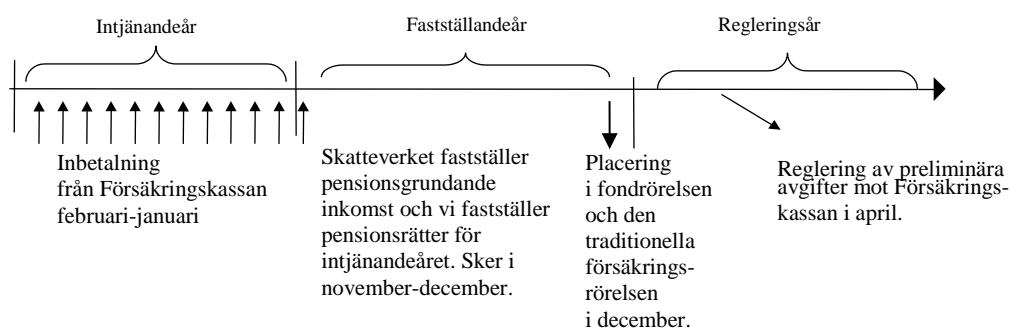 Intjänandeår
Fastställandeår
Regleringsår
Inbetalning
från Försäkringskassan
februari-januari
Skatteverket fastställer
pensionsgrundande
inkomst och vi fastställer
pensionsrätter för
intjänandeåret. Sker i
november-december.
Placering
i fondrörelsen
och den
traditionella
försäkrings-
rörelsen
i december.
Reglering av preliminära
avgifter mot Försäkrings-
kassan i april.